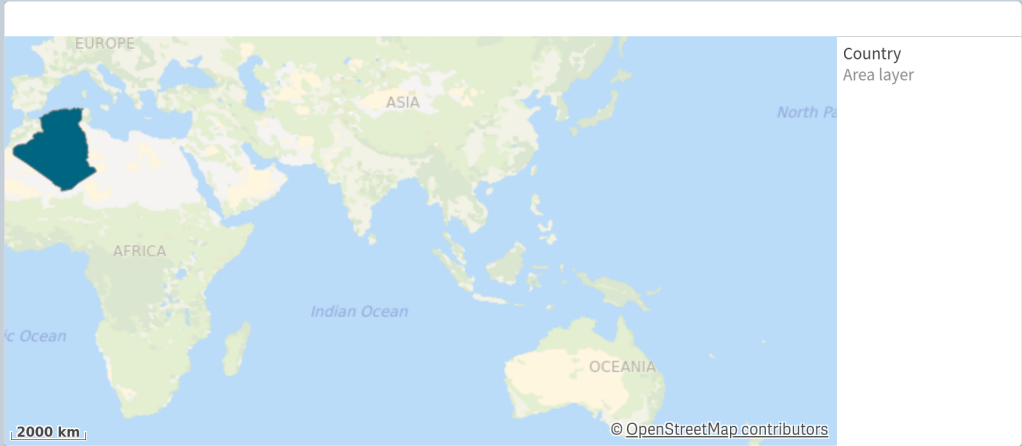 EUROPE
Country
Area layer
ASIA
North Pa
AFRICA
Indian Ocean
ic Ocean
OCEANIA
2000 km
© OpenStreetMap contributors